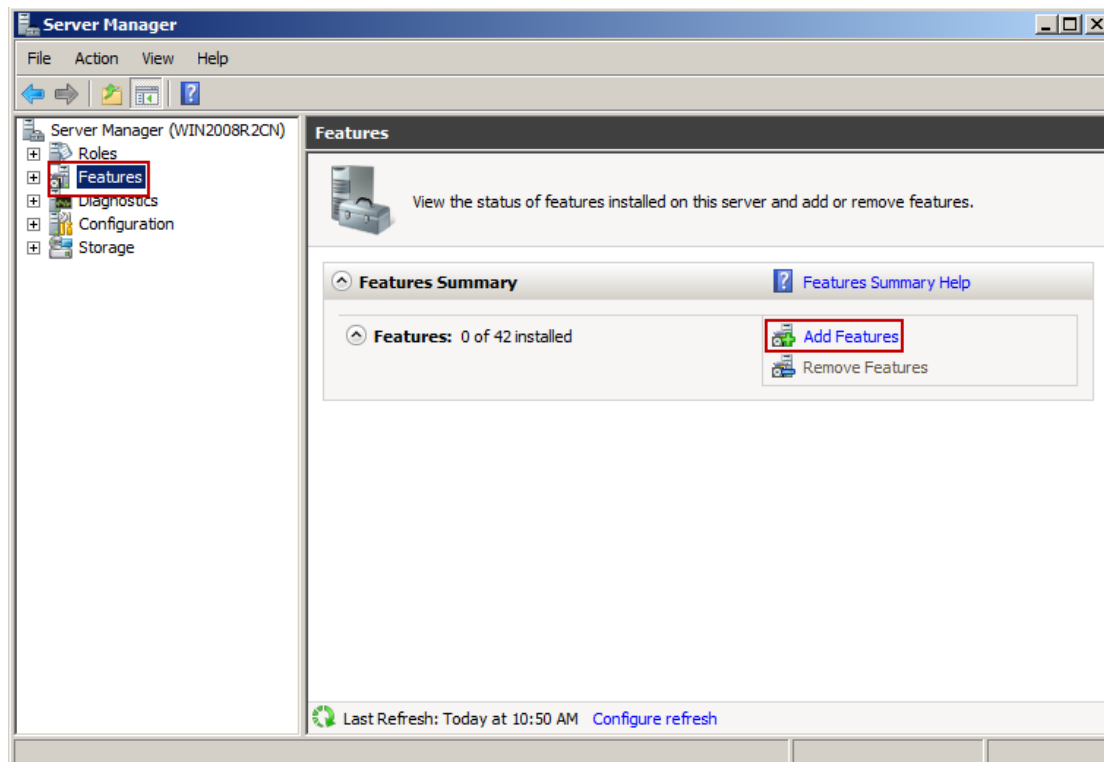 Server Manager
File Action View Help
Server Manager (WIN2008R2CN)
Roles
Features
Diagnostics
Configuration
Storage
Features
View the status of features installed on this server and add or remove features.
Features Summary
Features Summary Help
Features: 0 of 42 installed
Add Features
Remove Features
Last Refresh: Today at 10:50 AM Configure refresh